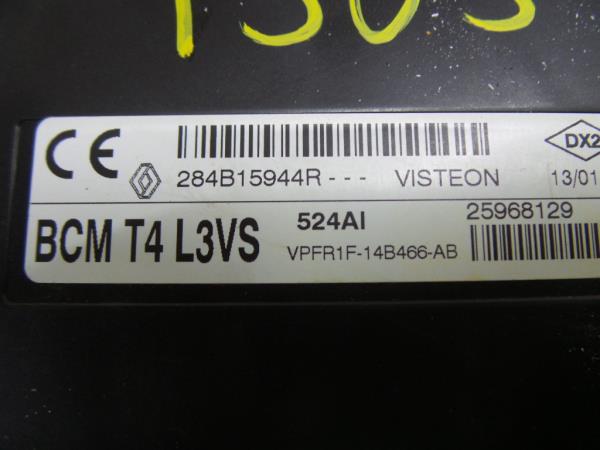 CE 284B15944R - - - VISTEON 13/01
DX2
BCM T4 L3VS 524AI 25968129
VPFR1F-14B466-AB